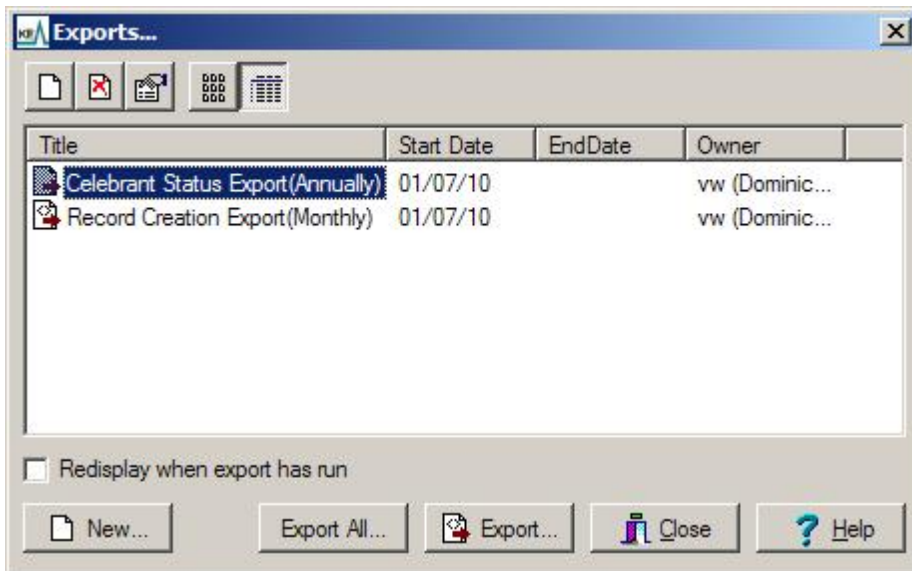 KE Exports...
Title Start Date EndDate Owner
Celebrant Status Export(Annually) 01/07/10 vw (Dominic...
Record Creation Export(Monthly) 01/07/10 vw (Dominic...
Redisplay when export has run
New... Export All... Export... Close ? Help